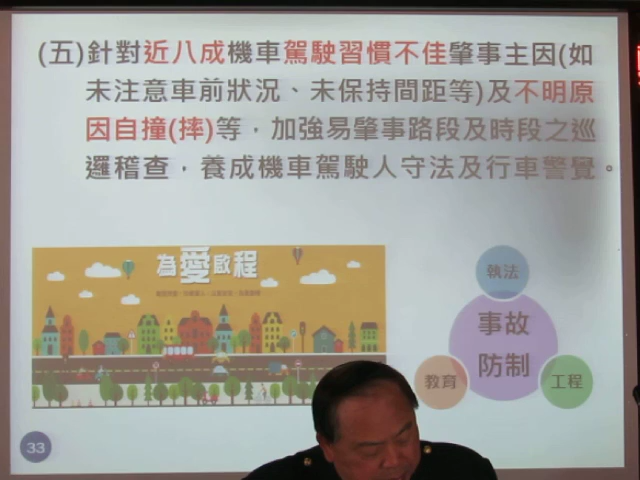 (五)針對近八成機車駕駛習慣不佳肇事主因(如
未注意車前狀況、未保持間距等)及不明原
因自撞(摔)等，加強易肇事路段及時段之巡
邏稽查，養成機車駕駛人守法及行車警覺。
為愛啟程
執法
事故
防制
教育
工程
33